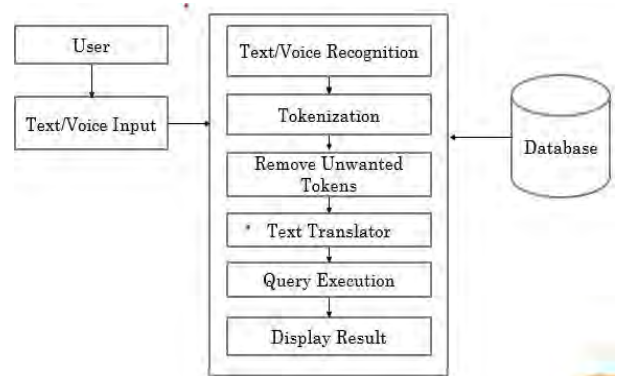 User
Text/Voice Input
Text/Voice Recognition
Tokenization
Remove Unwanted
Tokens
Text Translator
Query Execution
Display Result
Database